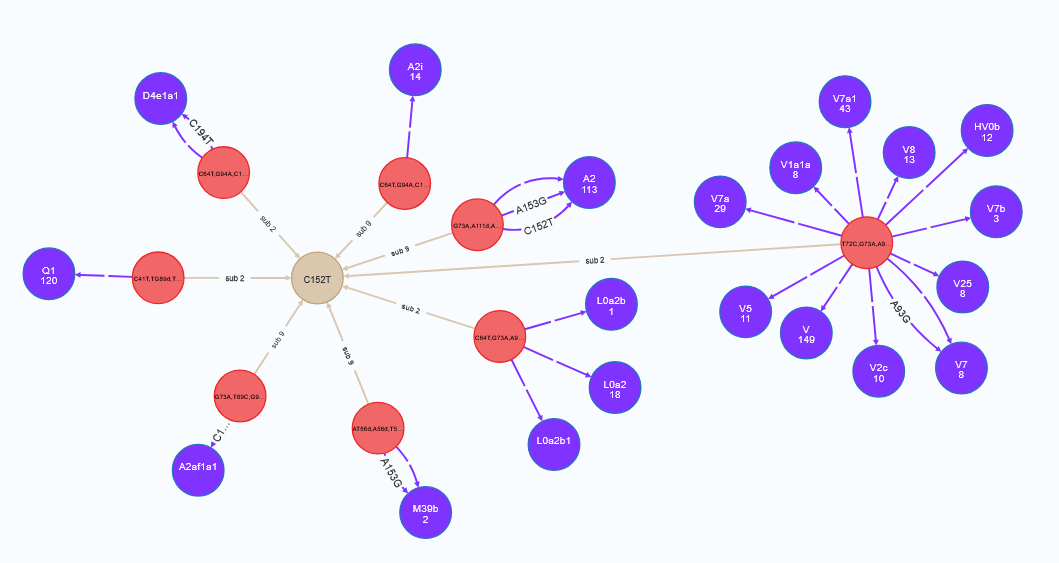 A2i
14
D4e1a1
C194T
C64T,G94A,C1...
C64T,G94A,C1...
sub 2
sub 9
A2
113
A153G
C152T
G73A,A111d,A...
sub 9
V7a1
43
HV0b
12
V8
13
V1a1a
8
V7a
29
V7b
3
T72C,G73A,A9...
sub 2
Q1
120
C41T,TG89d,T...
sub 2
C152T
V25
8
V5
11
V
149
A93G
V2c
10
V7
8
L0a2b
1
sub 2
C64T,G73A,A9...
L0a2
18
L0a2b1
sub 9
G73A,T89C,G9...
C1...
A2af1a1
sub 9
AT56d,A56d,T5...
A153G
M39b
2